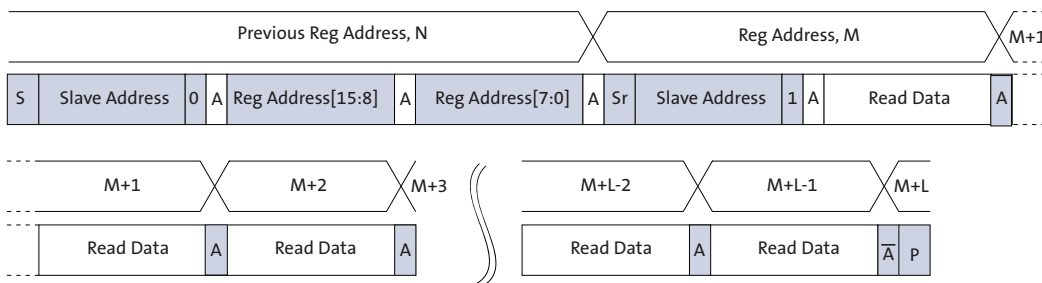 Previous Reg Address, N Reg Address, M M+1
S Slave Address 0 A Reg Address[15:8] A Reg Address[7:0] A Sr Slave Address 1 A Read Data A
M+1 M+2 M+3 M+L-2 M+L-1 M+L
Read Data A Read Data A Read Data A Read Data A̅ P